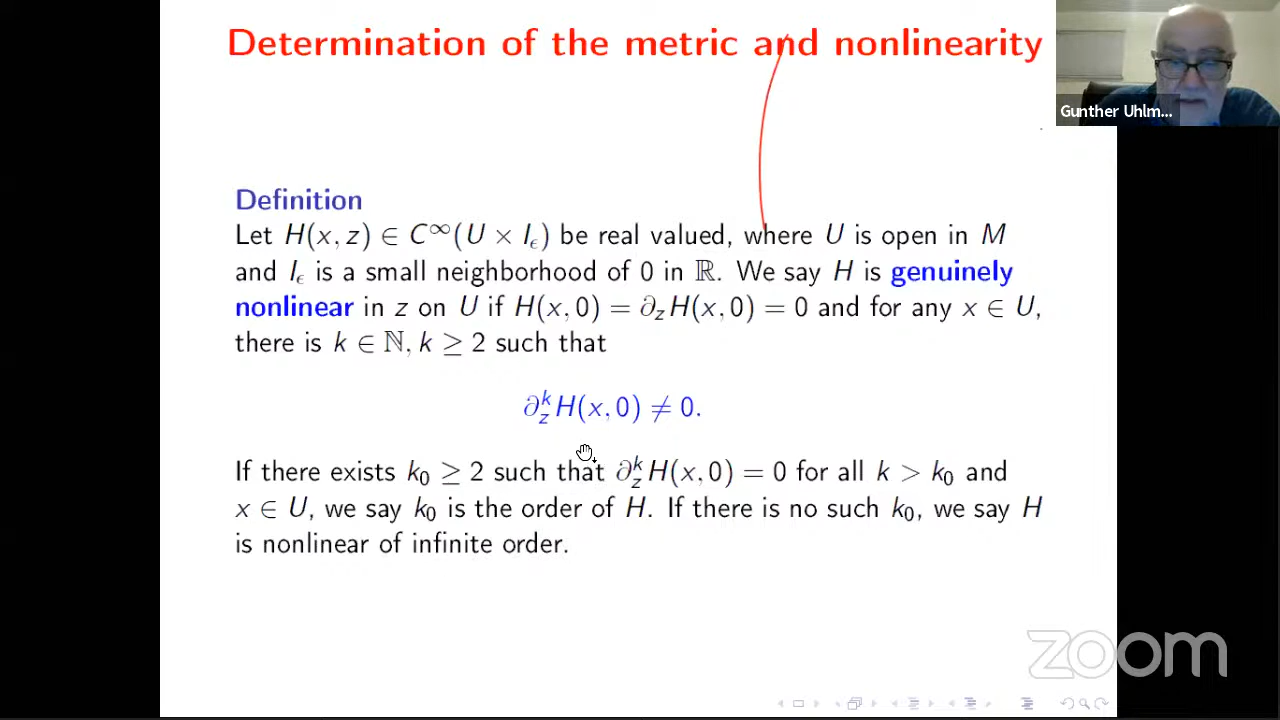 Determination of the metric and nonlinearity
Gunther Uhlm...
Definition
Let H(x, z) ∈ C^∞(U × I_ϵ) be real valued, where U is open in M
and I_ϵ is a small neighborhood of 0 in ℝ. We say H is genuinely
nonlinear in z on U if H(x, 0) = ∂_z H(x, 0) = 0 and for any x ∈ U,
there is k ∈ ℕ, k ≥ 2 such that
∂_z^k H(x, 0) ≠ 0.
If there exists k_0 ≥ 2 such that ∂_z^k H(x, 0) = 0 for all k > k_0 and
x ∈ U, we say k_0 is the order of H. If there is no such k_0, we say H
is nonlinear of infinite order.
zoom